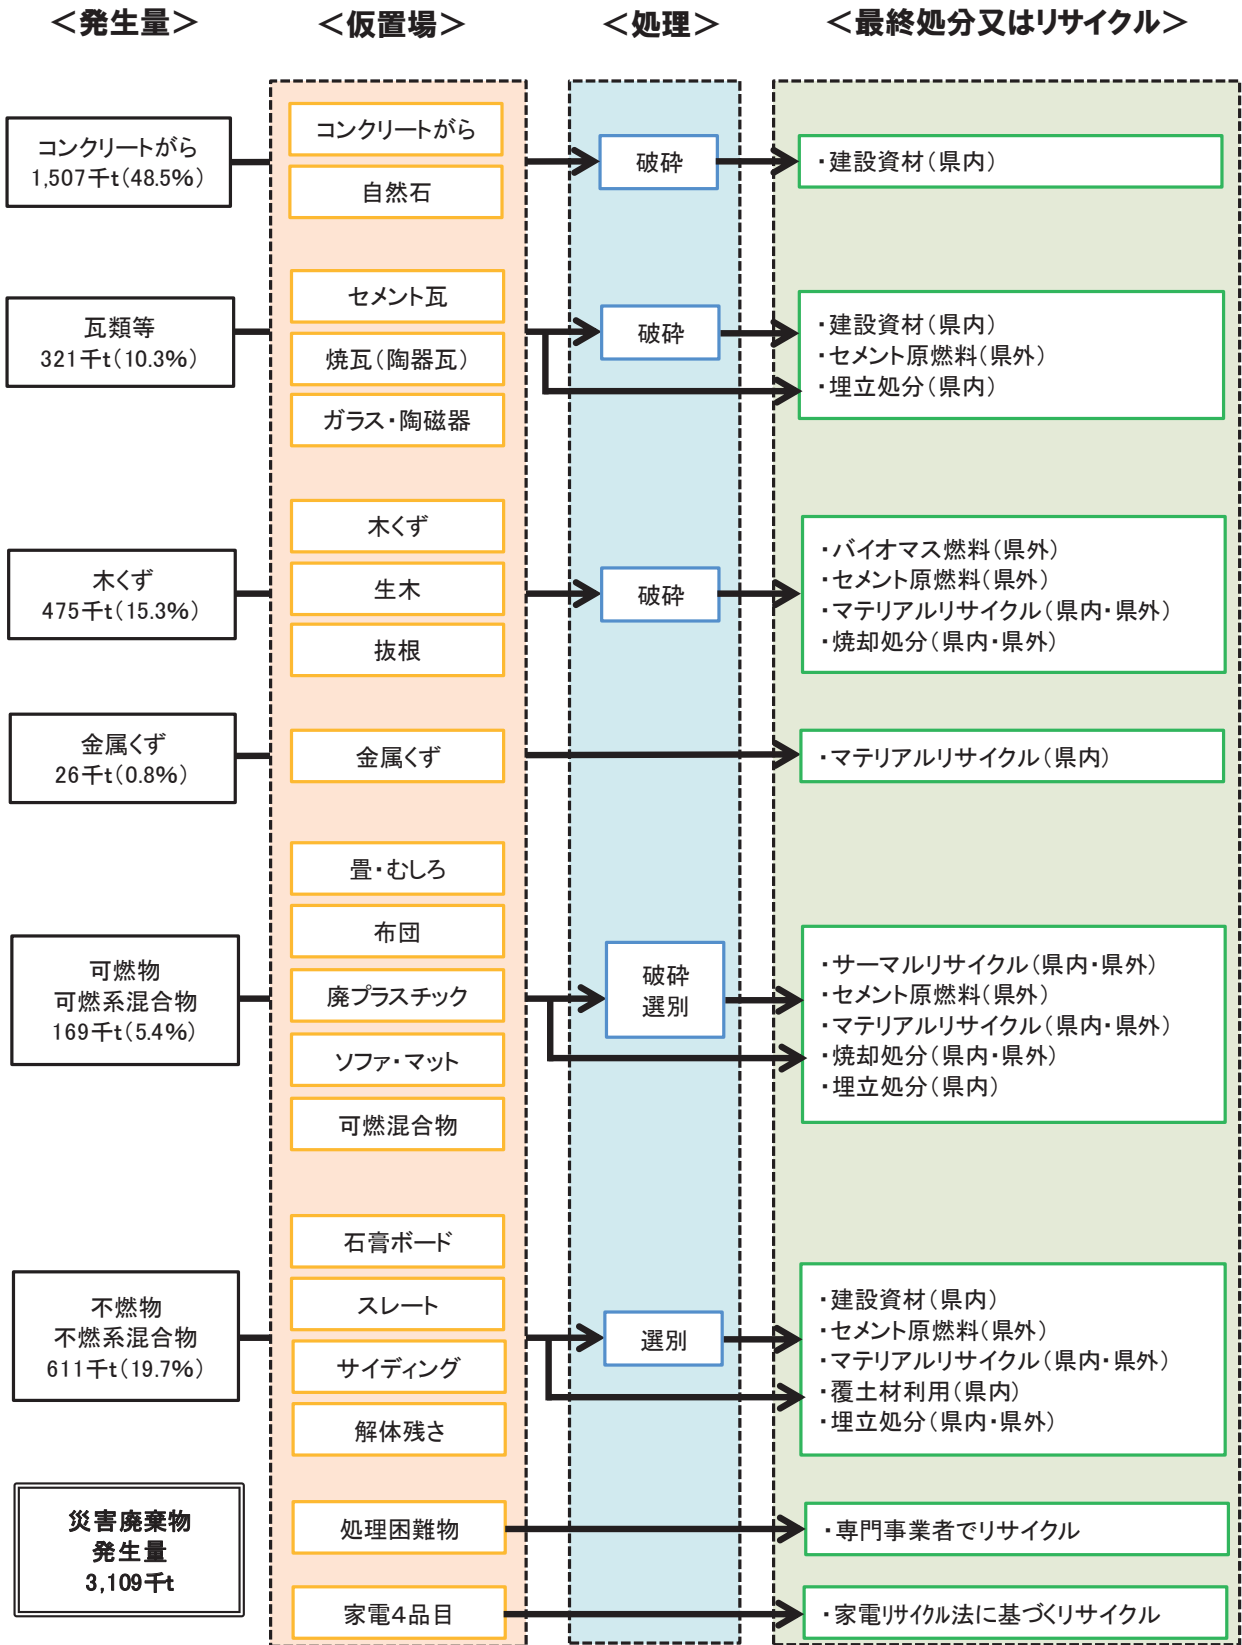 ＜発生量＞
＜仮置場＞
＜処理＞
＜最終処分又はリサイクル＞
コンクリートがら
1,507千t（48.5%）
コンクリートがら
自然石
破砕
・建設資材（県内）
瓦類等
321千t（10.3%）
セメント瓦
焼瓦（陶器瓦）
ガラス・陶磁器
破砕
・建設資材（県内）
・セメント原燃料（県外）
・埋立処分（県内）
木くず
475千t（15.3%）
木くず
生木
抜根
破砕
・バイオマス燃料（県外）
・セメント原燃料（県外）
・マテリアルリサイクル（県内・県外）
・焼却処分（県内・県外）
金属くず
26千t（0.8%）
金属くず
・マテリアルリサイクル（県内）
可燃物
可燃系混合物
169千t（5.4%）
畳・むしろ
布団
廃プラスチック
ソファ・マット
可燃混合物
破砕
選別
・サーマルリサイクル（県内・県外）
・セメント原燃料（県外）
・マテリアルリサイクル（県内・県外）
・焼却処分（県内・県外）
・埋立処分（県内）
不燃物
不燃系混合物
611千t（19.7%）
石膏ボード
スレート
サイディング
解体残さ
選別
・建設資材（県内）
・セメント原燃料（県外）
・マテリアルリサイクル（県内・県外）
・覆土材利用（県内）
・埋立処分（県内・県外）
災害廃棄物
発生量
3,109千t
処理困難物
・専門事業者でリサイクル
家電4品目
・家電リサイクル法に基づくリサイクル